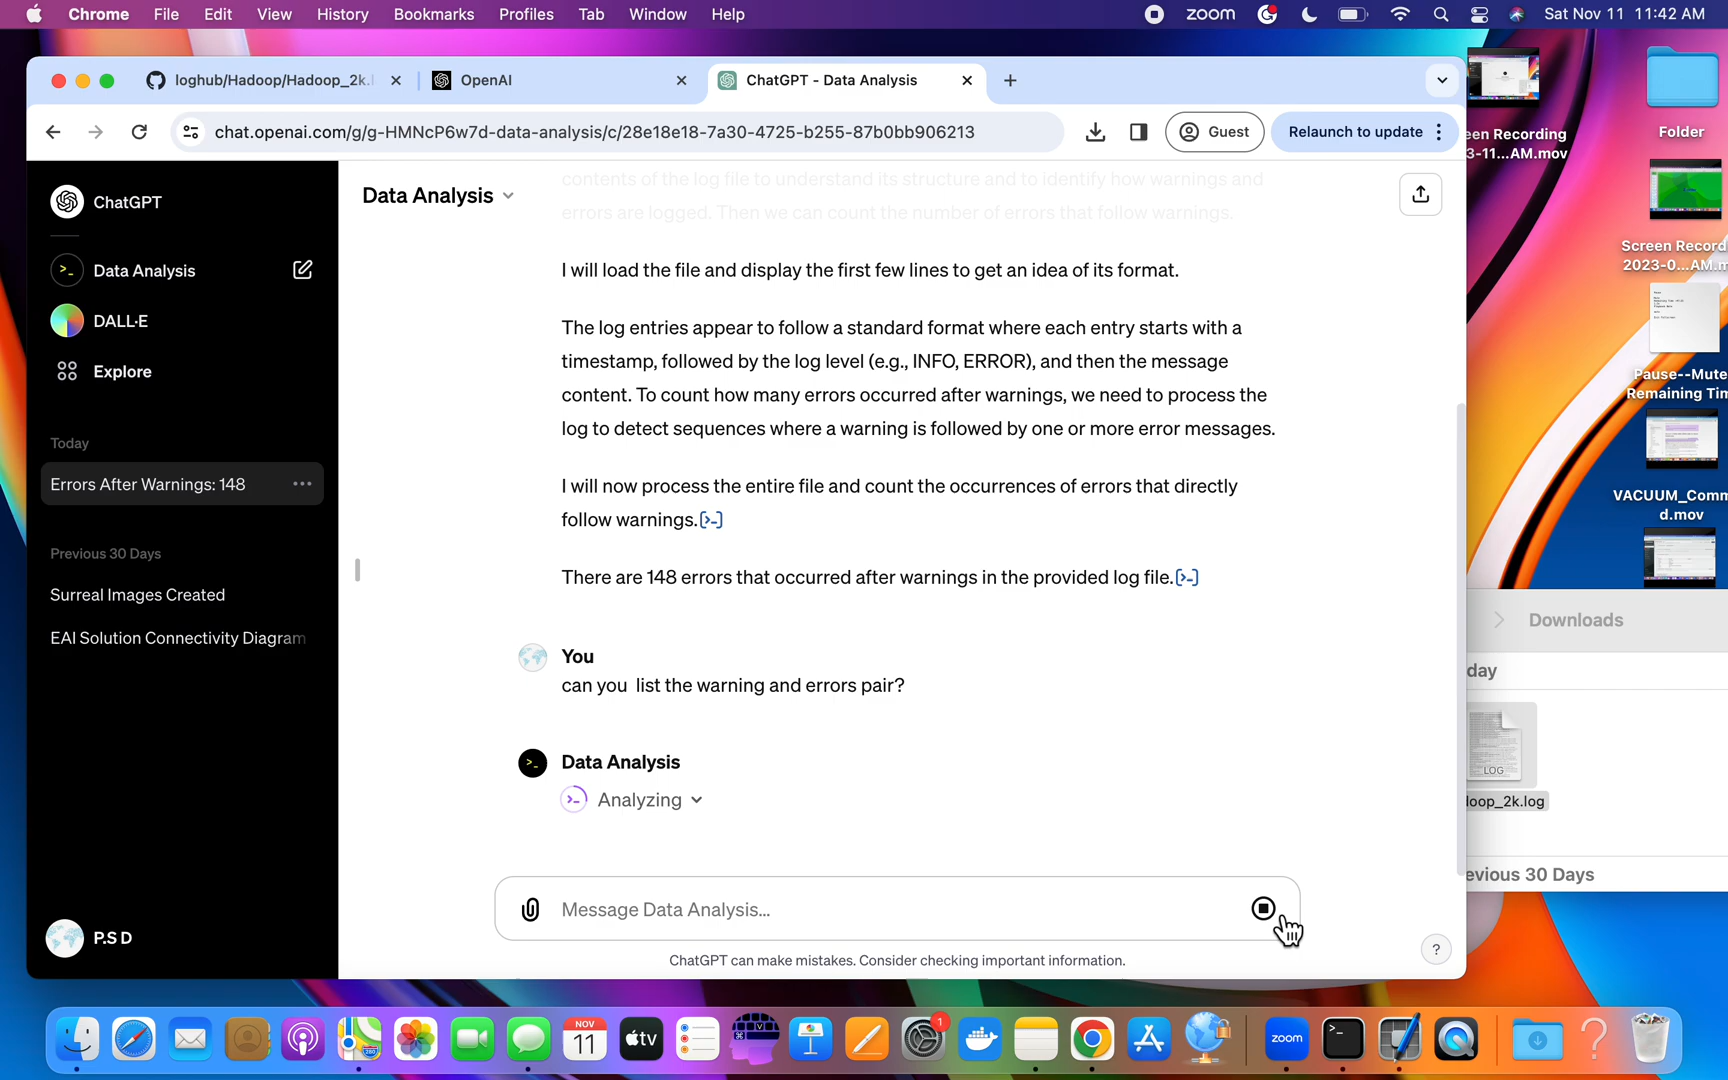 Chrome File Edit View History Bookmarks Profiles Tab Window Help
zoom Sat Nov 11 11:42 AM
loghub/Hadoop/Hadoop_2k.l
OpenAI
ChatGPT - Data Analysis
chat.openai.com/g/g-HMNcP6w7d-data-analysis/c/28e18e18-7a30-4725-b255-87b0bb906213
Guest
Relaunch to update
ChatGPT
Data Analysis
DALL·E
Explore
Today
Errors After Warnings: 148
Previous 30 Days
Surreal Images Created
EAI Solution Connectivity Diagram
P.S D
Data Analysis
contents of the log file to understand its structure and to identify how warnings and
errors are logged. Then we can count the number of errors that follow warnings.
I will load the file and display the first few lines to get an idea of its format.
The log entries appear to follow a standard format where each entry starts with a
timestamp, followed by the log level (e.g., INFO, ERROR), and then the message
content. To count how many errors occurred after warnings, we need to process the
log to detect sequences where a warning is followed by one or more error messages.
I will now process the entire file and count the occurrences of errors that directly
follow warnings. [>-]
There are 148 errors that occurred after warnings in the provided log file. [>-]
You
can you list the warning and errors pair?
Data Analysis
Analyzing
Message Data Analysis...
ChatGPT can make mistakes. Consider checking important information.
?
een Recording
3-11...AM.mov
Folder
Screen Record
2023-0...AM.m
Pause--Mute
Remaining Tim
VACUUM_Comm
d.mov
Downloads
day
LOG
loop_2k.log
evious 30 Days
NOV
11
tv
1
zoom